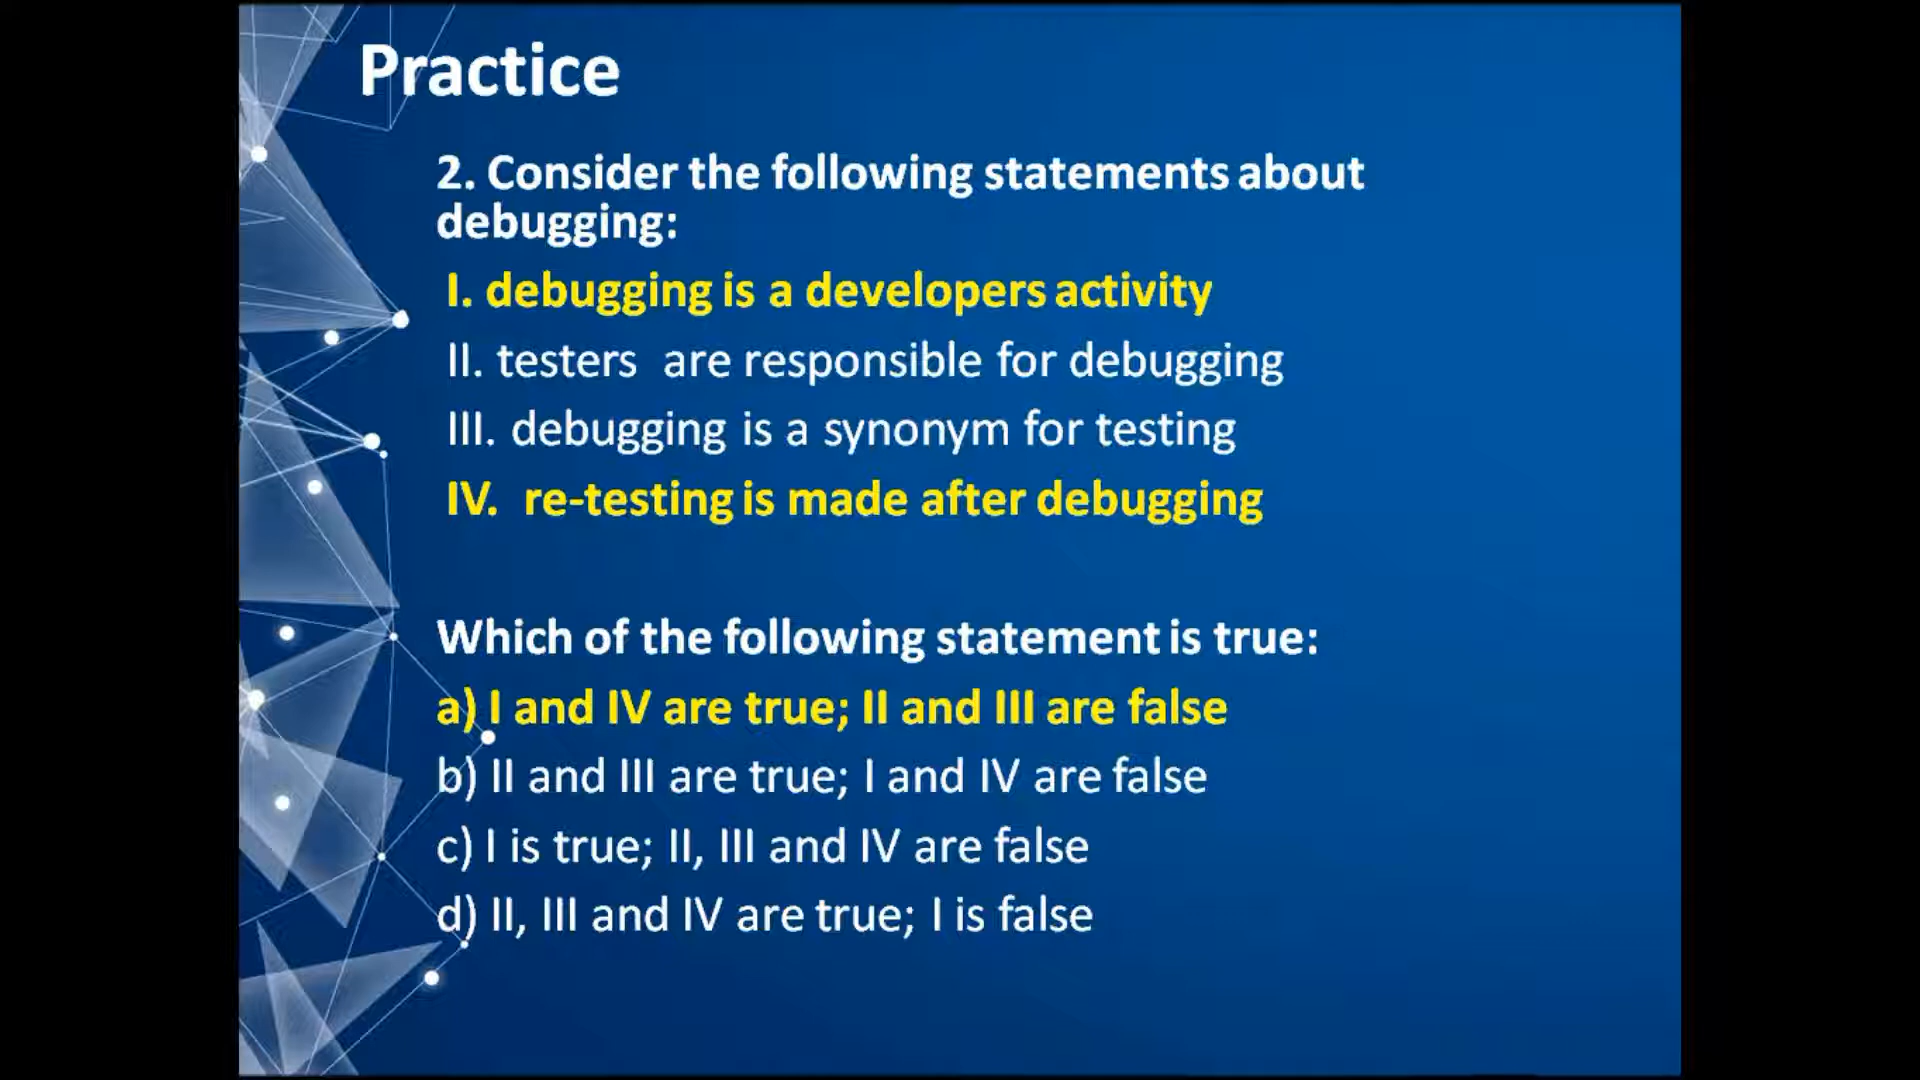 Practice
2. Consider the following statements about
debugging:
I. debugging is a developers activity
II. testers are responsible for debugging
III. debugging is a synonym for testing
IV. re-testing is made after debugging
Which of the following statement is true:
a) I and IV are true; II and III are false
b) II and III are true; I and IV are false
c) I is true; II, III and IV are false
d) II, III and IV are true; I is false